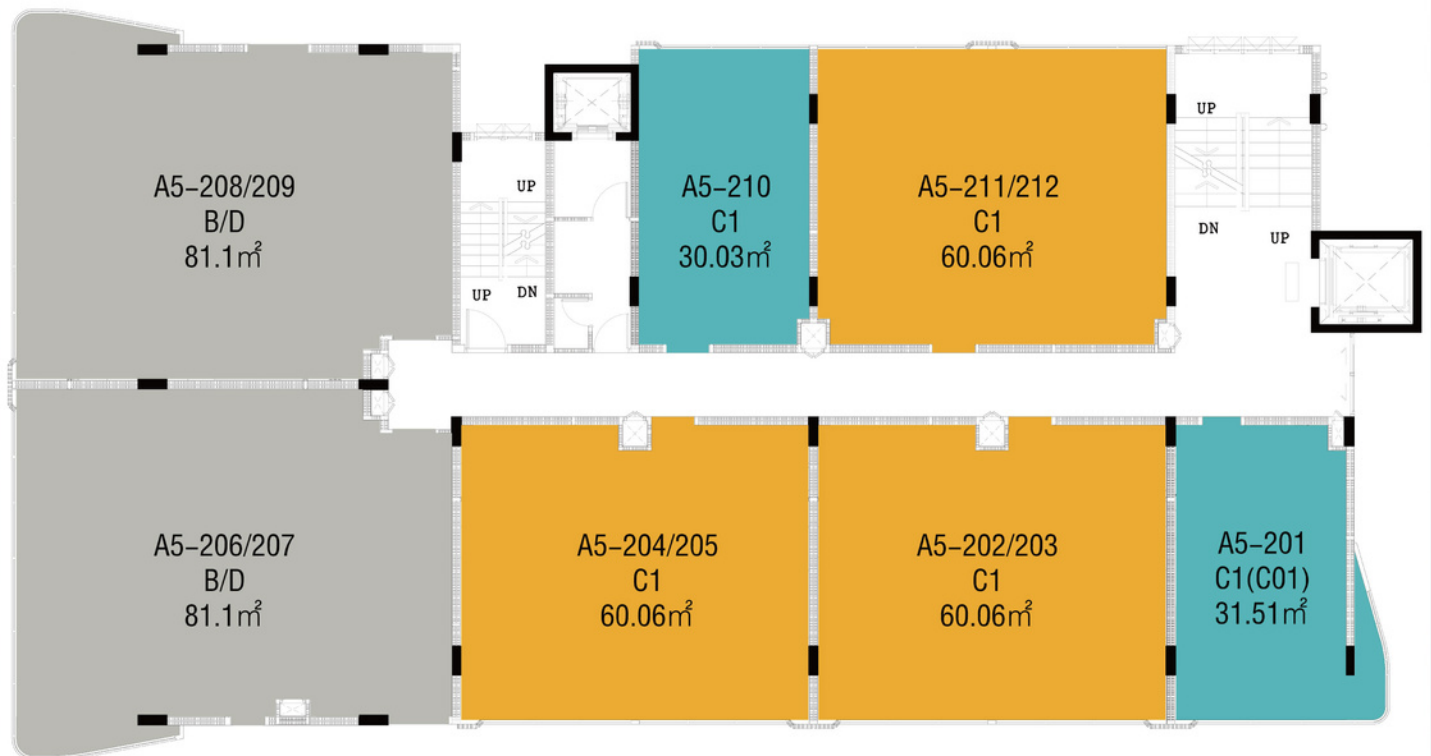 A5-208/209
B/D
81.1㎡
UP
UP
DN
A5-210
C1
30.03㎡
A5-211/212
C1
60.06㎡
UP
DN
UP
A5-206/207
B/D
81.1㎡
A5-204/205
C1
60.06㎡
A5-202/203
C1
60.06㎡
A5-201
C1(C01)
31.51㎡